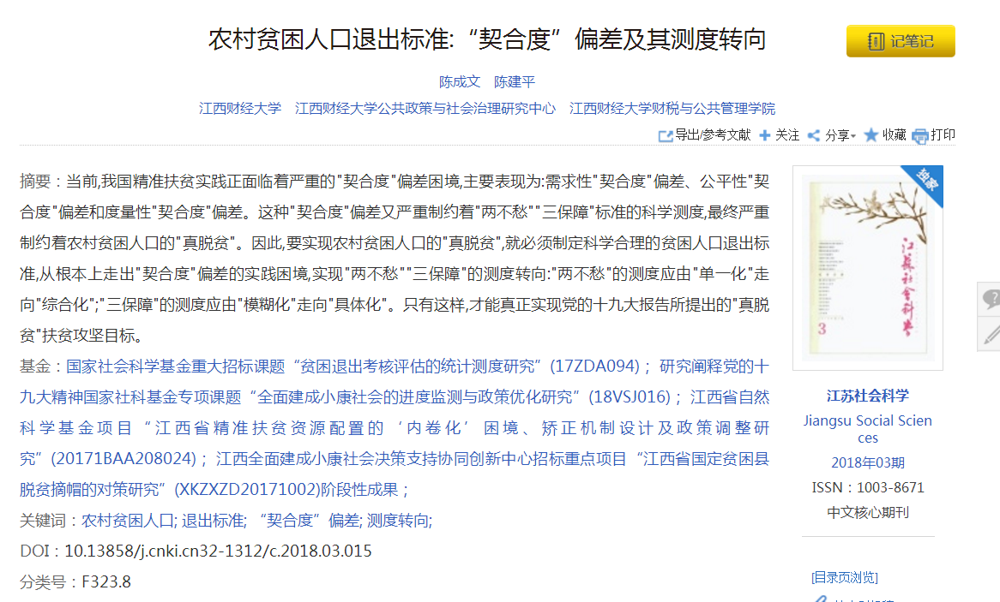 农村贫困人口退出标准:“契合度”偏差及其测度转向
记笔记
陈成文 陈建平
江西财经大学 江西财经大学公共政策与社会治理研究中心 江西财经大学财税与公共管理学院
导出/参考文献 关注 分享 收藏 打印
摘要：当前,我国精准扶贫实践正面临着严重的"契合度"偏差困境,主要表现为:需求性"契合度"偏差、公平性"契
合度"偏差和度量性"契合度"偏差。这种"契合度"偏差又严重制约着"两不愁""三保障"标准的科学测度,最终严重
制约着农村贫困人口的"真脱贫"。因此,要实现农村贫困人口的"真脱贫",就必须制定科学合理的贫困人口退出标
准,从根本上走出"契合度"偏差的实践困境,实现"两不愁""三保障"的测度转向:"两不愁"的测度应由"单一化"走
向"综合化";"三保障"的测度应由"模糊化"走向"具体化"。只有这样,才能真正实现党的十九大报告所提出的"真脱
贫"扶贫攻坚目标。
基金：国家社会科学基金重大招标课题“贫困退出考核评估的统计测度研究”(17ZDA094)；研究阐释党的十
九大精神国家社科基金专项课题“全面建成小康社会的进度监测与政策优化研究”(18VSJ016)；江西省自然
科学基金项目“江西省精准扶贫资源配置的‘内卷化’困境、矫正机制设计及政策调整研
究”(20171BAA208024)；江西全面建成小康社会决策支持协同创新中心招标重点项目“江西省国定贫困县
脱贫摘帽的对策研究”(XKZXZD20171002)阶段性成果；
关键词：农村贫困人口; 退出标准; “契合度”偏差; 测度转向;
DOI：10.13858/j.cnki.cn32-1312/c.2018.03.015
分类号：F323.8
独家
江苏社会科学
3
江苏社会科学
Jiangsu Social Scien
ces
2018年03期
ISSN：1003-8671
中文核心期刊
[目录页浏览]